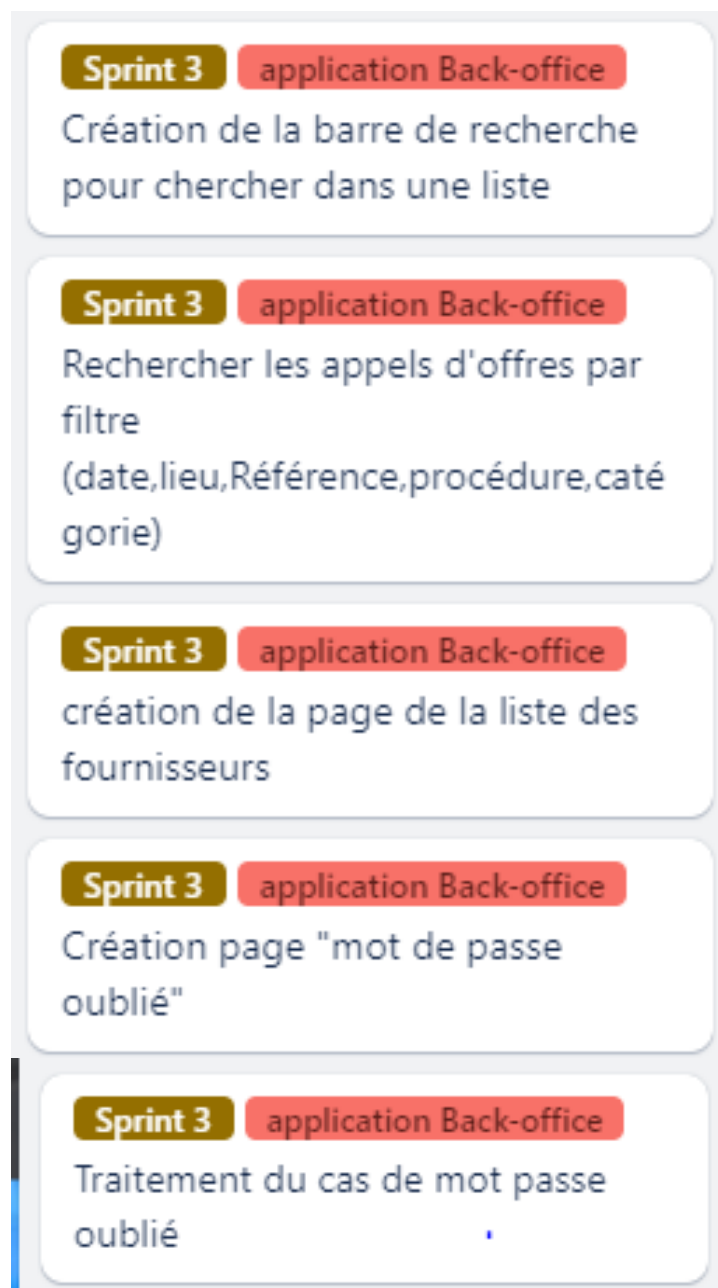 Sprint 3 application Back-office
Création de la barre de recherche
pour chercher dans une liste
Sprint 3 application Back-office
Rechercher les appels d'offres par
filtre
(date,lieu,Référence,procédure,caté
gorie)
Sprint 3 application Back-office
création de la page de la liste des
fournisseurs
Sprint 3 application Back-office
Création page "mot de passe
oublié"
Sprint 3 application Back-office
Traitement du cas de mot passe
oublié